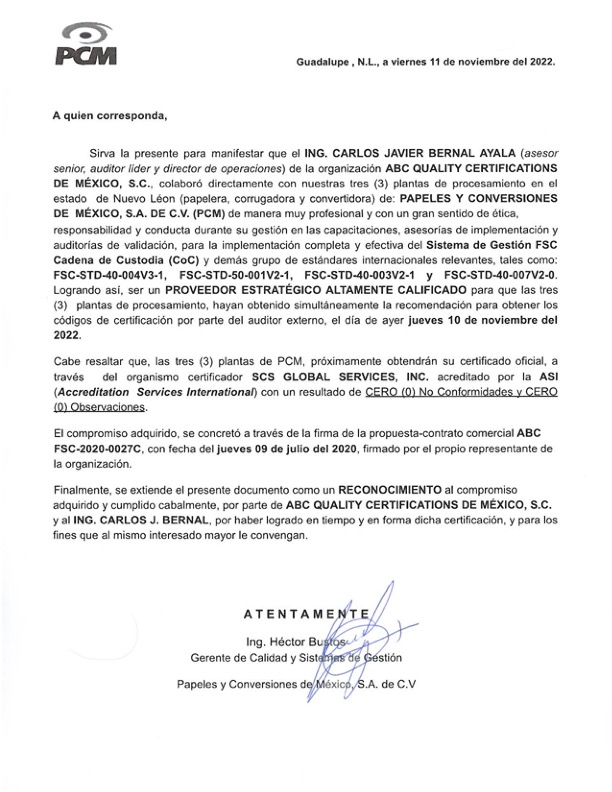 PCM
Guadalupe , N.L., a viernes 11 de noviembre del 2022.
A quien corresponda,
Sirva la presente para manifestar que el ING. CARLOS JAVIER BERNAL AYALA (asesor
senior, auditor líder y director de operaciones) de la organización ABC QUALITY CERTIFICATIONS
DE MÉXICO, S.C., colaboró directamente con nuestras tres (3) plantas de procesamiento en el
estado de Nuevo Léon (papelera, corrugadora y convertidora) de: PAPELES Y CONVERSIONES
DE MÉXICO, S.A. DE C.V. (PCM) de manera muy profesional y con un gran sentido de ética,
responsabilidad y conducta durante su gestión en las capacitaciones, asesorías de implementación y
auditorías de validación, para la implementación completa y efectiva del Sistema de Gestión FSC
Cadena de Custodia (CoC) y demás grupo de estándares internacionales relevantes, tales como:
FSC-STD-40-004V3-1, FSC-STD-50-001V2-1, FSC-STD-40-003V2-1 y FSC-STD-40-007V2-0.
Logrando así, ser un PROVEEDOR ESTRATÉGICO ALTAMENTE CALIFICADO para que las tres
(3) plantas de procesamiento, hayan obtenido simultáneamente la recomendación para obtener los
códigos de certificación por parte del auditor externo, el día de ayer jueves 10 de noviembre del
2022.
Cabe resaltar que, las tres (3) plantas de PCM, próximamente obtendrán su certificado oficial, a
través del organismo certificador SCS GLOBAL SERVICES, INC. acreditado por la ASI
(Accreditation Services International) con un resultado de CERO (0) No Conformidades y CERO
(0) Observaciones.
El compromiso adquirido, se concretó a través de la firma de la propuesta-contrato comercial ABC
FSC-2020-0027C, con fecha del jueves 09 de julio del 2020, firmado por el propio representante de
la organización.
Finalmente, se extiende el presente documento como un RECONOCIMIENTO al compromiso
adquirido y cumplido cabalmente, por parte de ABC QUALITY CERTIFICATIONS DE MÉXICO, S.C.
y al ING. CARLOS J. BERNAL, por haber logrado en tiempo y en forma dicha certificación, y para los
fines que al mismo interesado mayor le convengan.
ATENTAMENTE
Ing. Héctor Bustos
Gerente de Calidad y Sistemas de Gestión
Papeles y Conversiones de México, S.A. de C.V